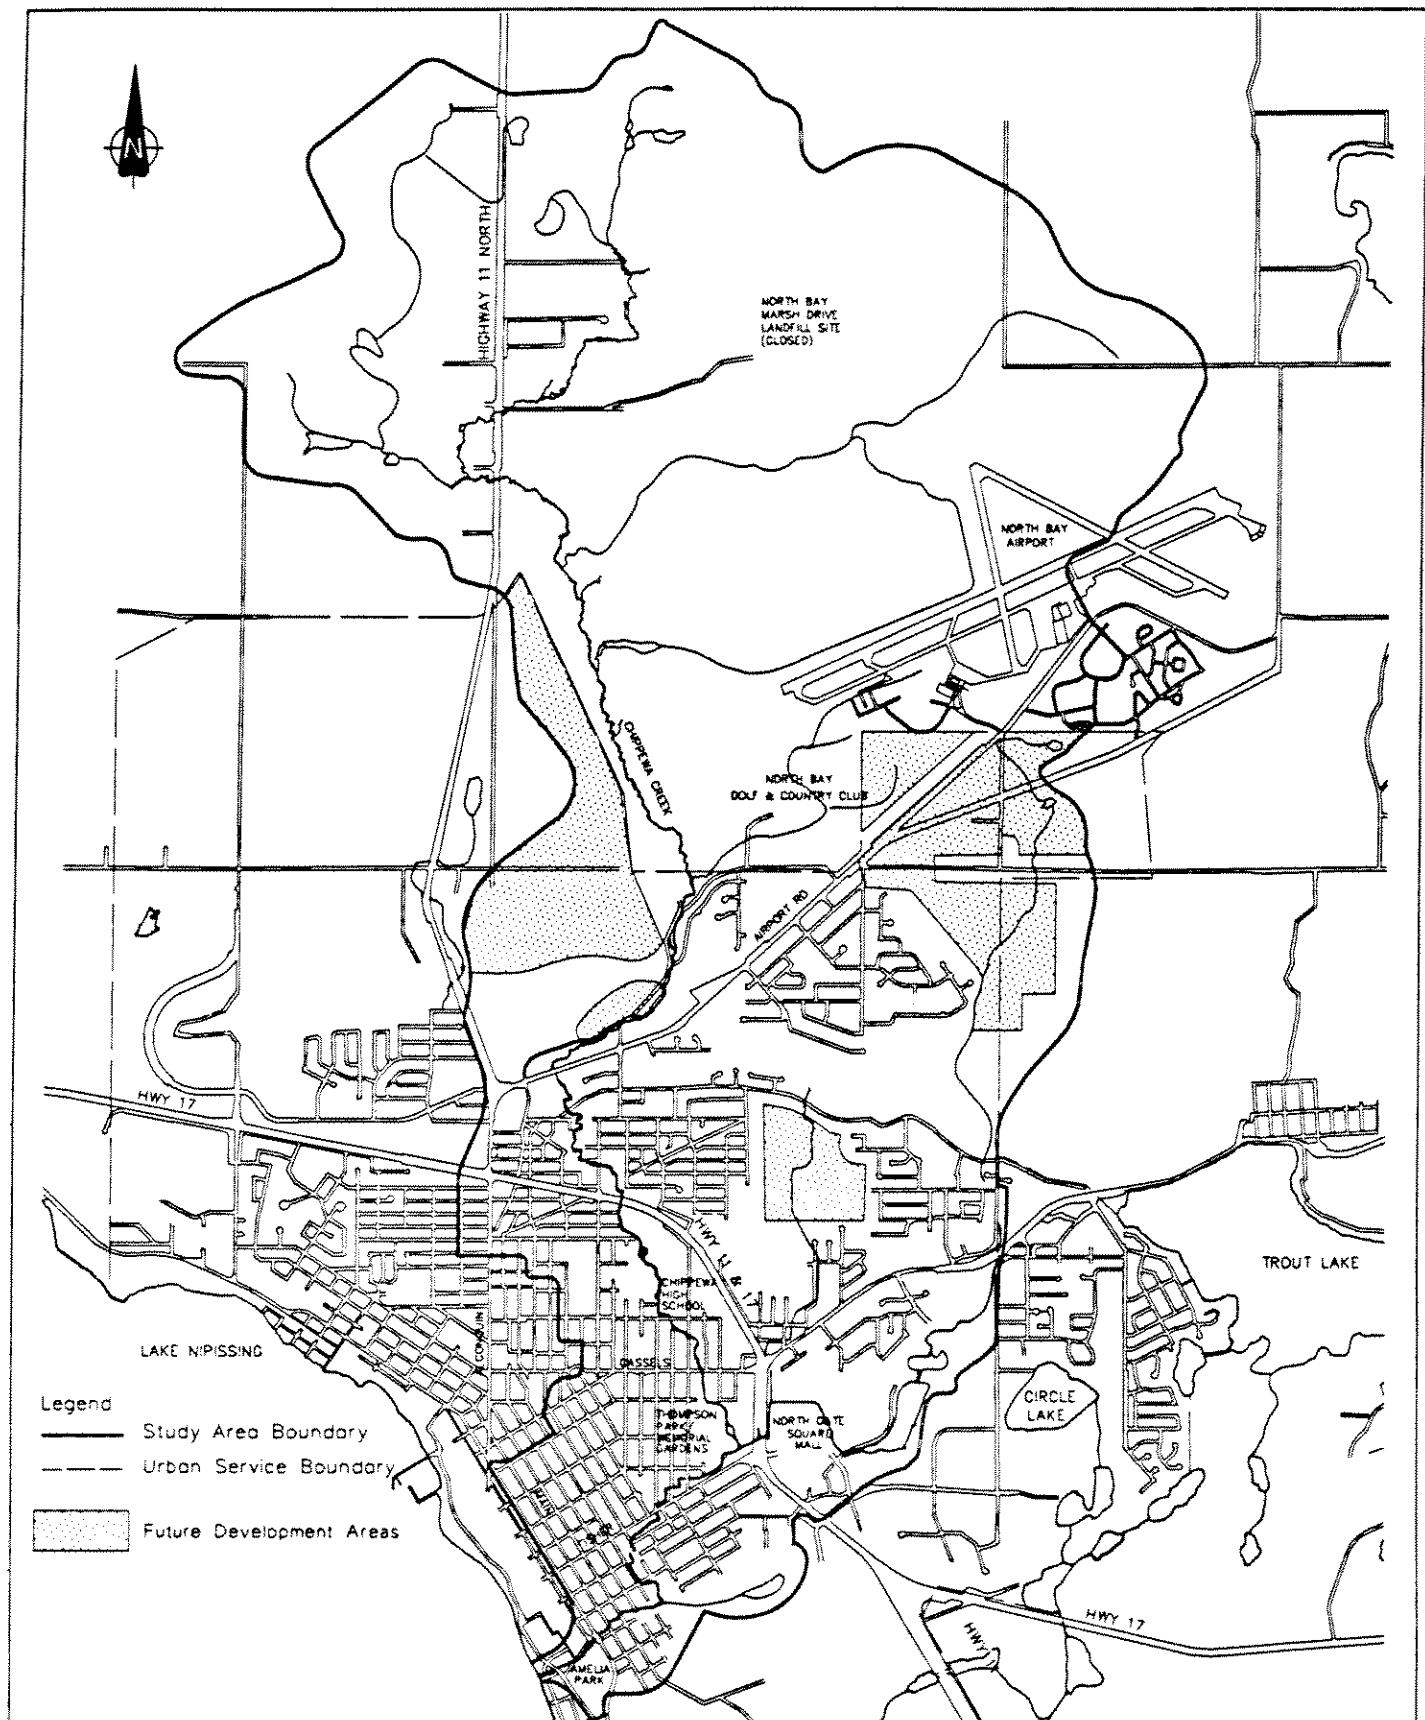 N
HIGHWAY 11 NORTH
NORTH BAY
MARSH DRIVE
LANDFILL SITE
(CLOSED)
NORTH BAY
AIRPORT
CHIPPEWA CREEK
NORTH BAY
GOLF & COUNTRY CLUB
AIRPORT RD
HWY 17
HWY 11 & 17
TROUT LAKE
CHIPPEWA
HIGH
SCHOOL
ALGONQUIN
LAKE NIPISSING
CASSELS
CIRCLE
LAKE
THOMPSON
PARK/
MEMORIAL
GARDENS
NORTH GATE
SQUARE
MALL
Legend
Study Area Boundary
Urban Service Boundary
Future Development Areas
HWY 17
HWY
AMELIA
PARK